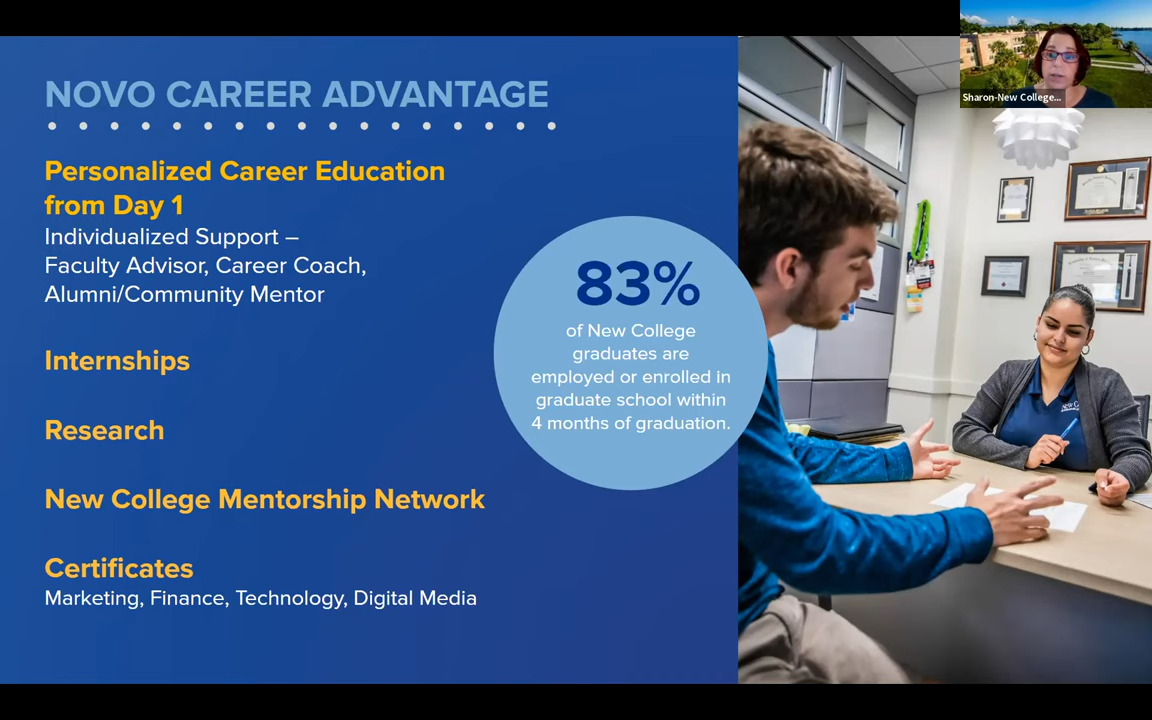 NOVO CAREER ADVANTAGE
Personalized Career Education
from Day 1
Individualized Support –
Faculty Advisor, Career Coach,
Alumni/Community Mentor
Internships
Research
New College Mentorship Network
Certificates
Marketing, Finance, Technology, Digital Media
83%
of New College
graduates are
employed or enrolled in
graduate school within
4 months of graduation.
Sharon-New College...